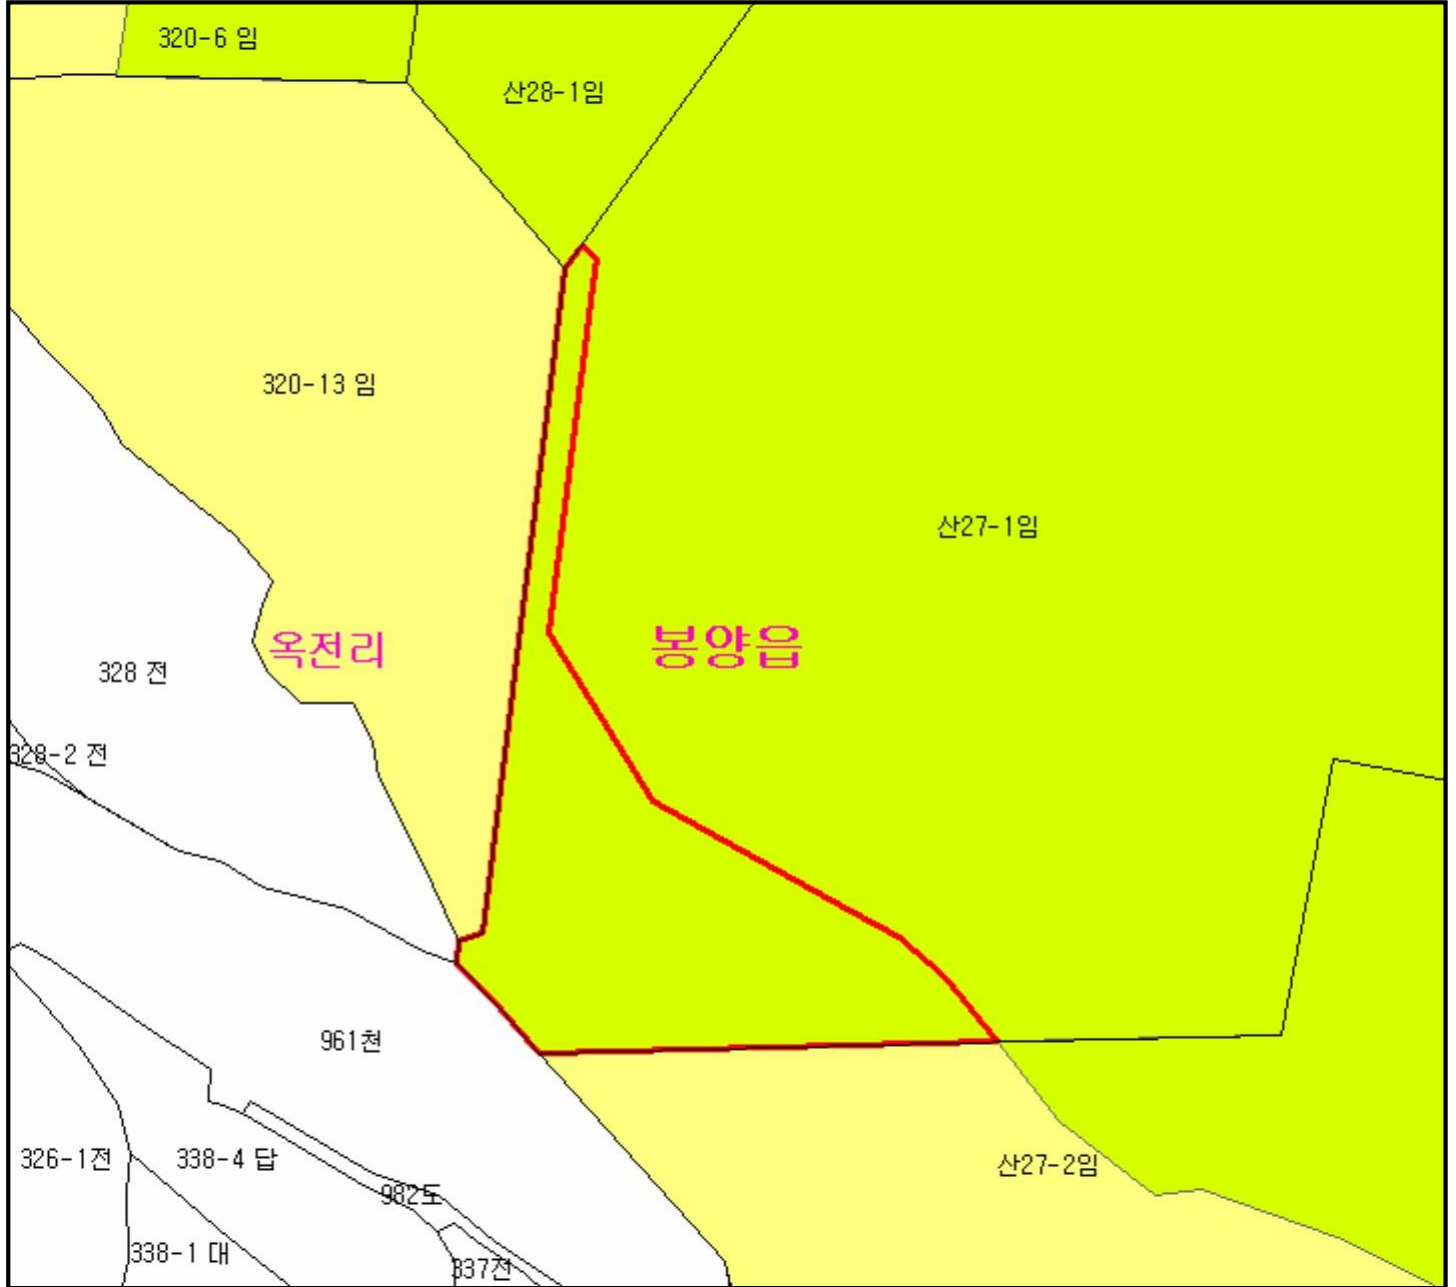 320-6 임
산28-1임
320-13 임
산27-1임
옥전리
봉양읍
328 전
328-2 전
961천
326-1전
338-4 답
산27-2임
982도
338-1 대
337전